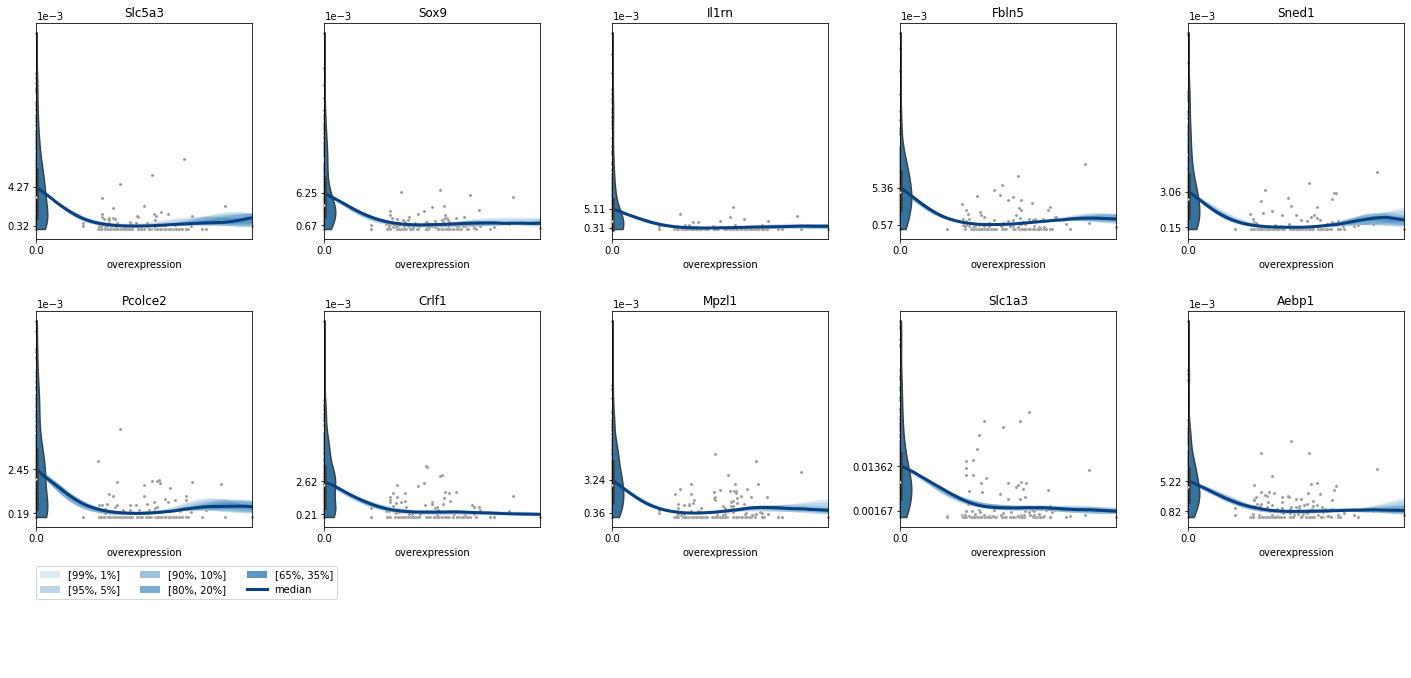 Slc5a3
1e−3
4.27
0.32
0.0
overexpression
Sox9
1e−3
6.25
0.67
0.0
overexpression
Il1rn
1e−3
5.11
0.31
0.0
overexpression
Fbln5
1e−3
5.36
0.57
0.0
overexpression
Sned1
1e−3
3.06
0.15
0.0
overexpression
Pcolce2
1e−3
2.45
0.19
0.0
overexpression
Crlf1
1e−3
2.62
0.21
0.0
overexpression
Mpzl1
1e−3
3.24
0.36
0.0
overexpression
Slc1a3
0.01362
0.00167
0.0
overexpression
Aebp1
1e−3
5.22
0.82
0.0
overexpression
[99%, 1%]
[95%, 5%]
[90%, 10%]
[80%, 20%]
[65%, 35%]
median